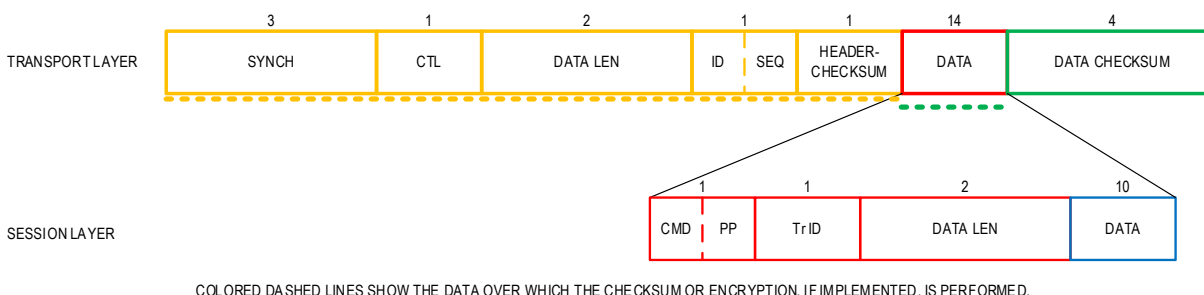 3 1 2 1 1 14 4
TRANSPORT LAYER SYNCH CTL DATA LEN ID SEQ HEADER-CHECKSUM DATA DATA CHECKSUM
1 1 2 10
SESSION LAYER CMD PP Tr ID DATA LEN DATA
COLORED DASHED LINES SHOW THE DATA OVER WHICH THE CHECKSUM OR ENCRYPTION, IF IMPLEMENTED, IS PERFORMED.